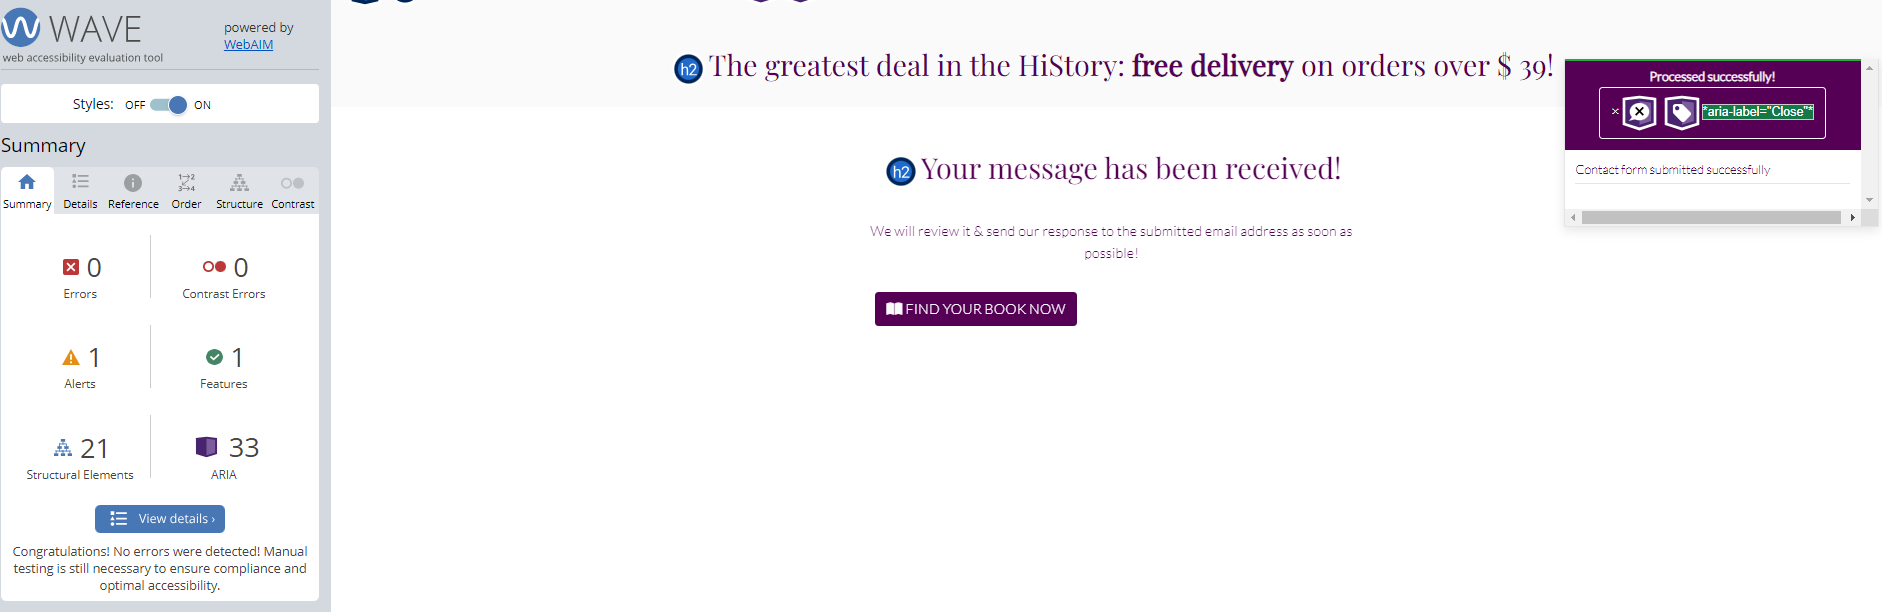 WAVE
powered by
WebAIM
web accessibility evaluation tool
Styles: OFF ON
Summary
Summary Details Reference Order Structure Contrast
0
Errors
0
Contrast Errors
1
Alerts
1
Features
21
Structural Elements
33
ARIA
View details ›
Congratulations! No errors were detected! Manual
testing is still necessary to ensure compliance and
optimal accessibility.
h2 The greatest deal in the HiStory: free delivery on orders over $ 39!
h2 Your message has been received!
We will review it & send our response to the submitted email address as soon as
possible!
FIND YOUR BOOK NOW
Processed successfully!
× *aria-label="Close"*
Contact form submitted successfully